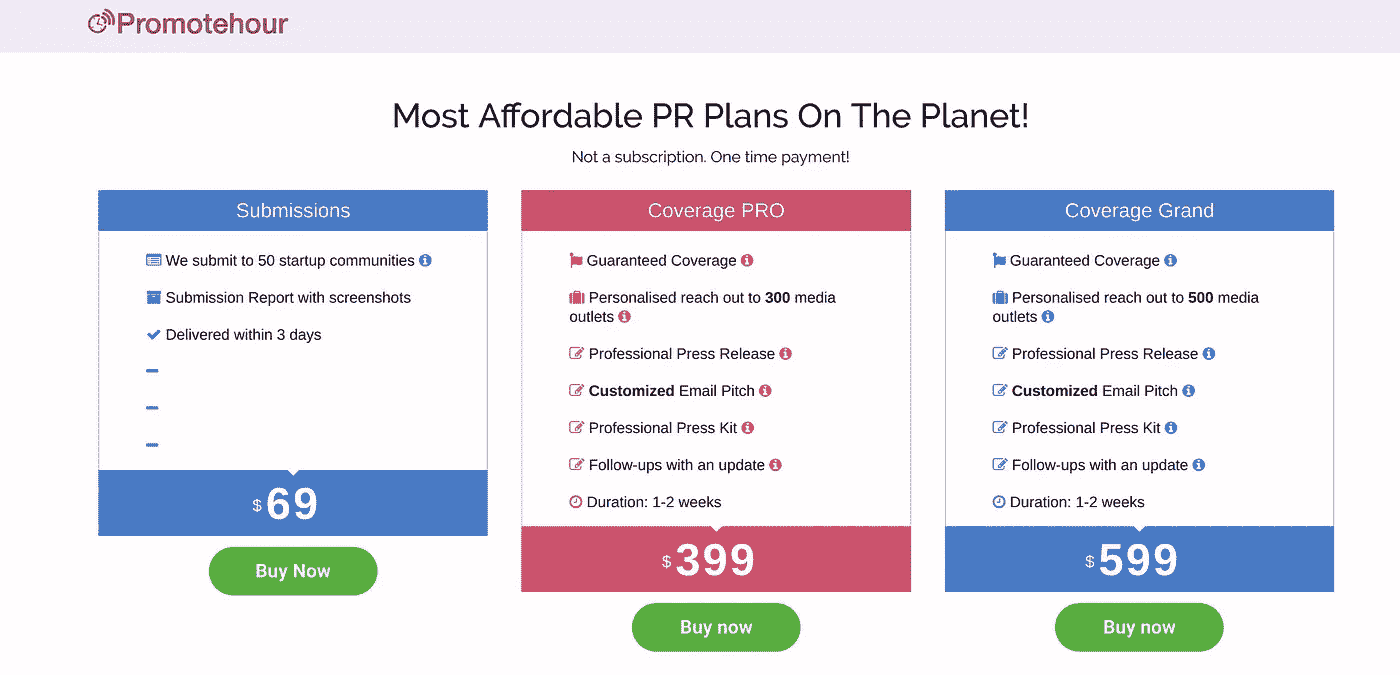 Promotehour
Most Affordable PR Plans On The Planet!
Not a subscription. One time payment!
Submissions
We submit to 50 startup communities
Submission Report with screenshots
Delivered within 3 days
$69
Buy Now
Coverage PRO
Guaranteed Coverage
Personalised reach out to 300 media
outlets
Professional Press Release
Customized Email Pitch
Professional Press Kit
Follow-ups with an update
Duration: 1-2 weeks
$399
Buy now
Coverage Grand
Guaranteed Coverage
Personalised reach out to 500 media
outlets
Professional Press Release
Customized Email Pitch
Professional Press Kit
Follow-ups with an update
Duration: 1-2 weeks
$599
Buy now